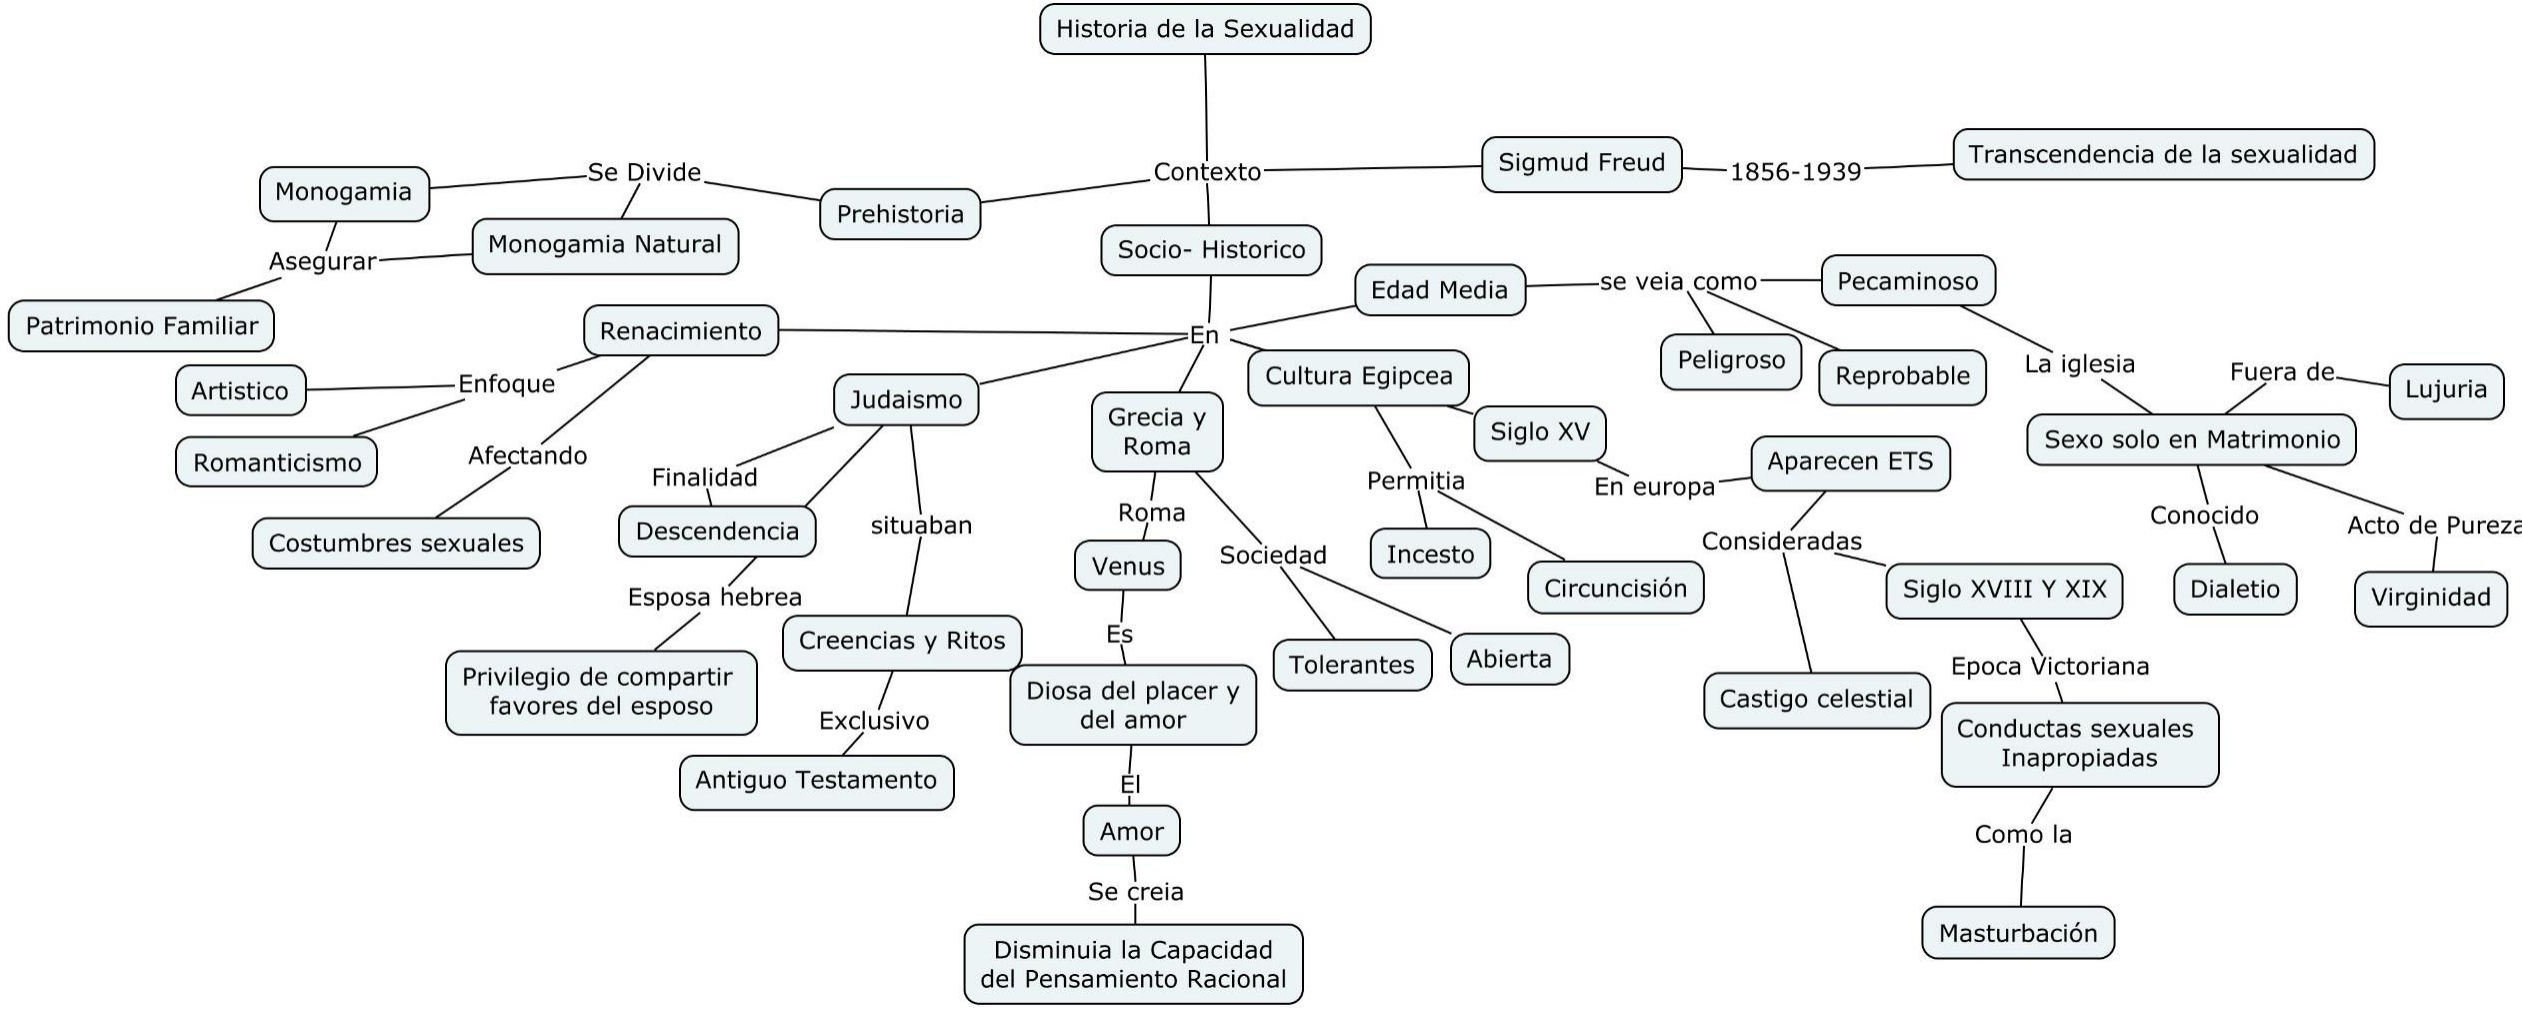 Historia de la Sexualidad
Contexto
Sigmud Freud
1856-1939
Transcendencia de la sexualidad
Se Divide
Monogamia
Prehistoria
Monogamia Natural
Asegurar
Patrimonio Familiar
Socio- Historico
En
Edad Media
se veia como
Pecaminoso
Peligroso
Reprobable
La iglesia
Fuera de
Lujuria
Sexo solo en Matrimonio
Conocido
Dialetio
Acto de Pureza
Virginidad
Renacimiento
Enfoque
Artistico
Romanticismo
Afectando
Costumbres sexuales
Judaismo
Finalidad
Descendencia
Esposa hebrea
Privilegio de compartir
favores del esposo
situaban
Creencias y Ritos
Exclusivo
Antiguo Testamento
Grecia y
Roma
Roma
Venus
Es
Diosa del placer y
del amor
El
Amor
Se creia
Disminuia la Capacidad
del Pensamiento Racional
Sociedad
Tolerantes
Abierta
Cultura Egipcea
Permitia
Incesto
Circuncisión
Siglo XV
En europa
Aparecen ETS
Consideradas
Castigo celestial
Siglo XVIII Y XIX
Epoca Victoriana
Conductas sexuales
Inapropiadas
Como la
Masturbación